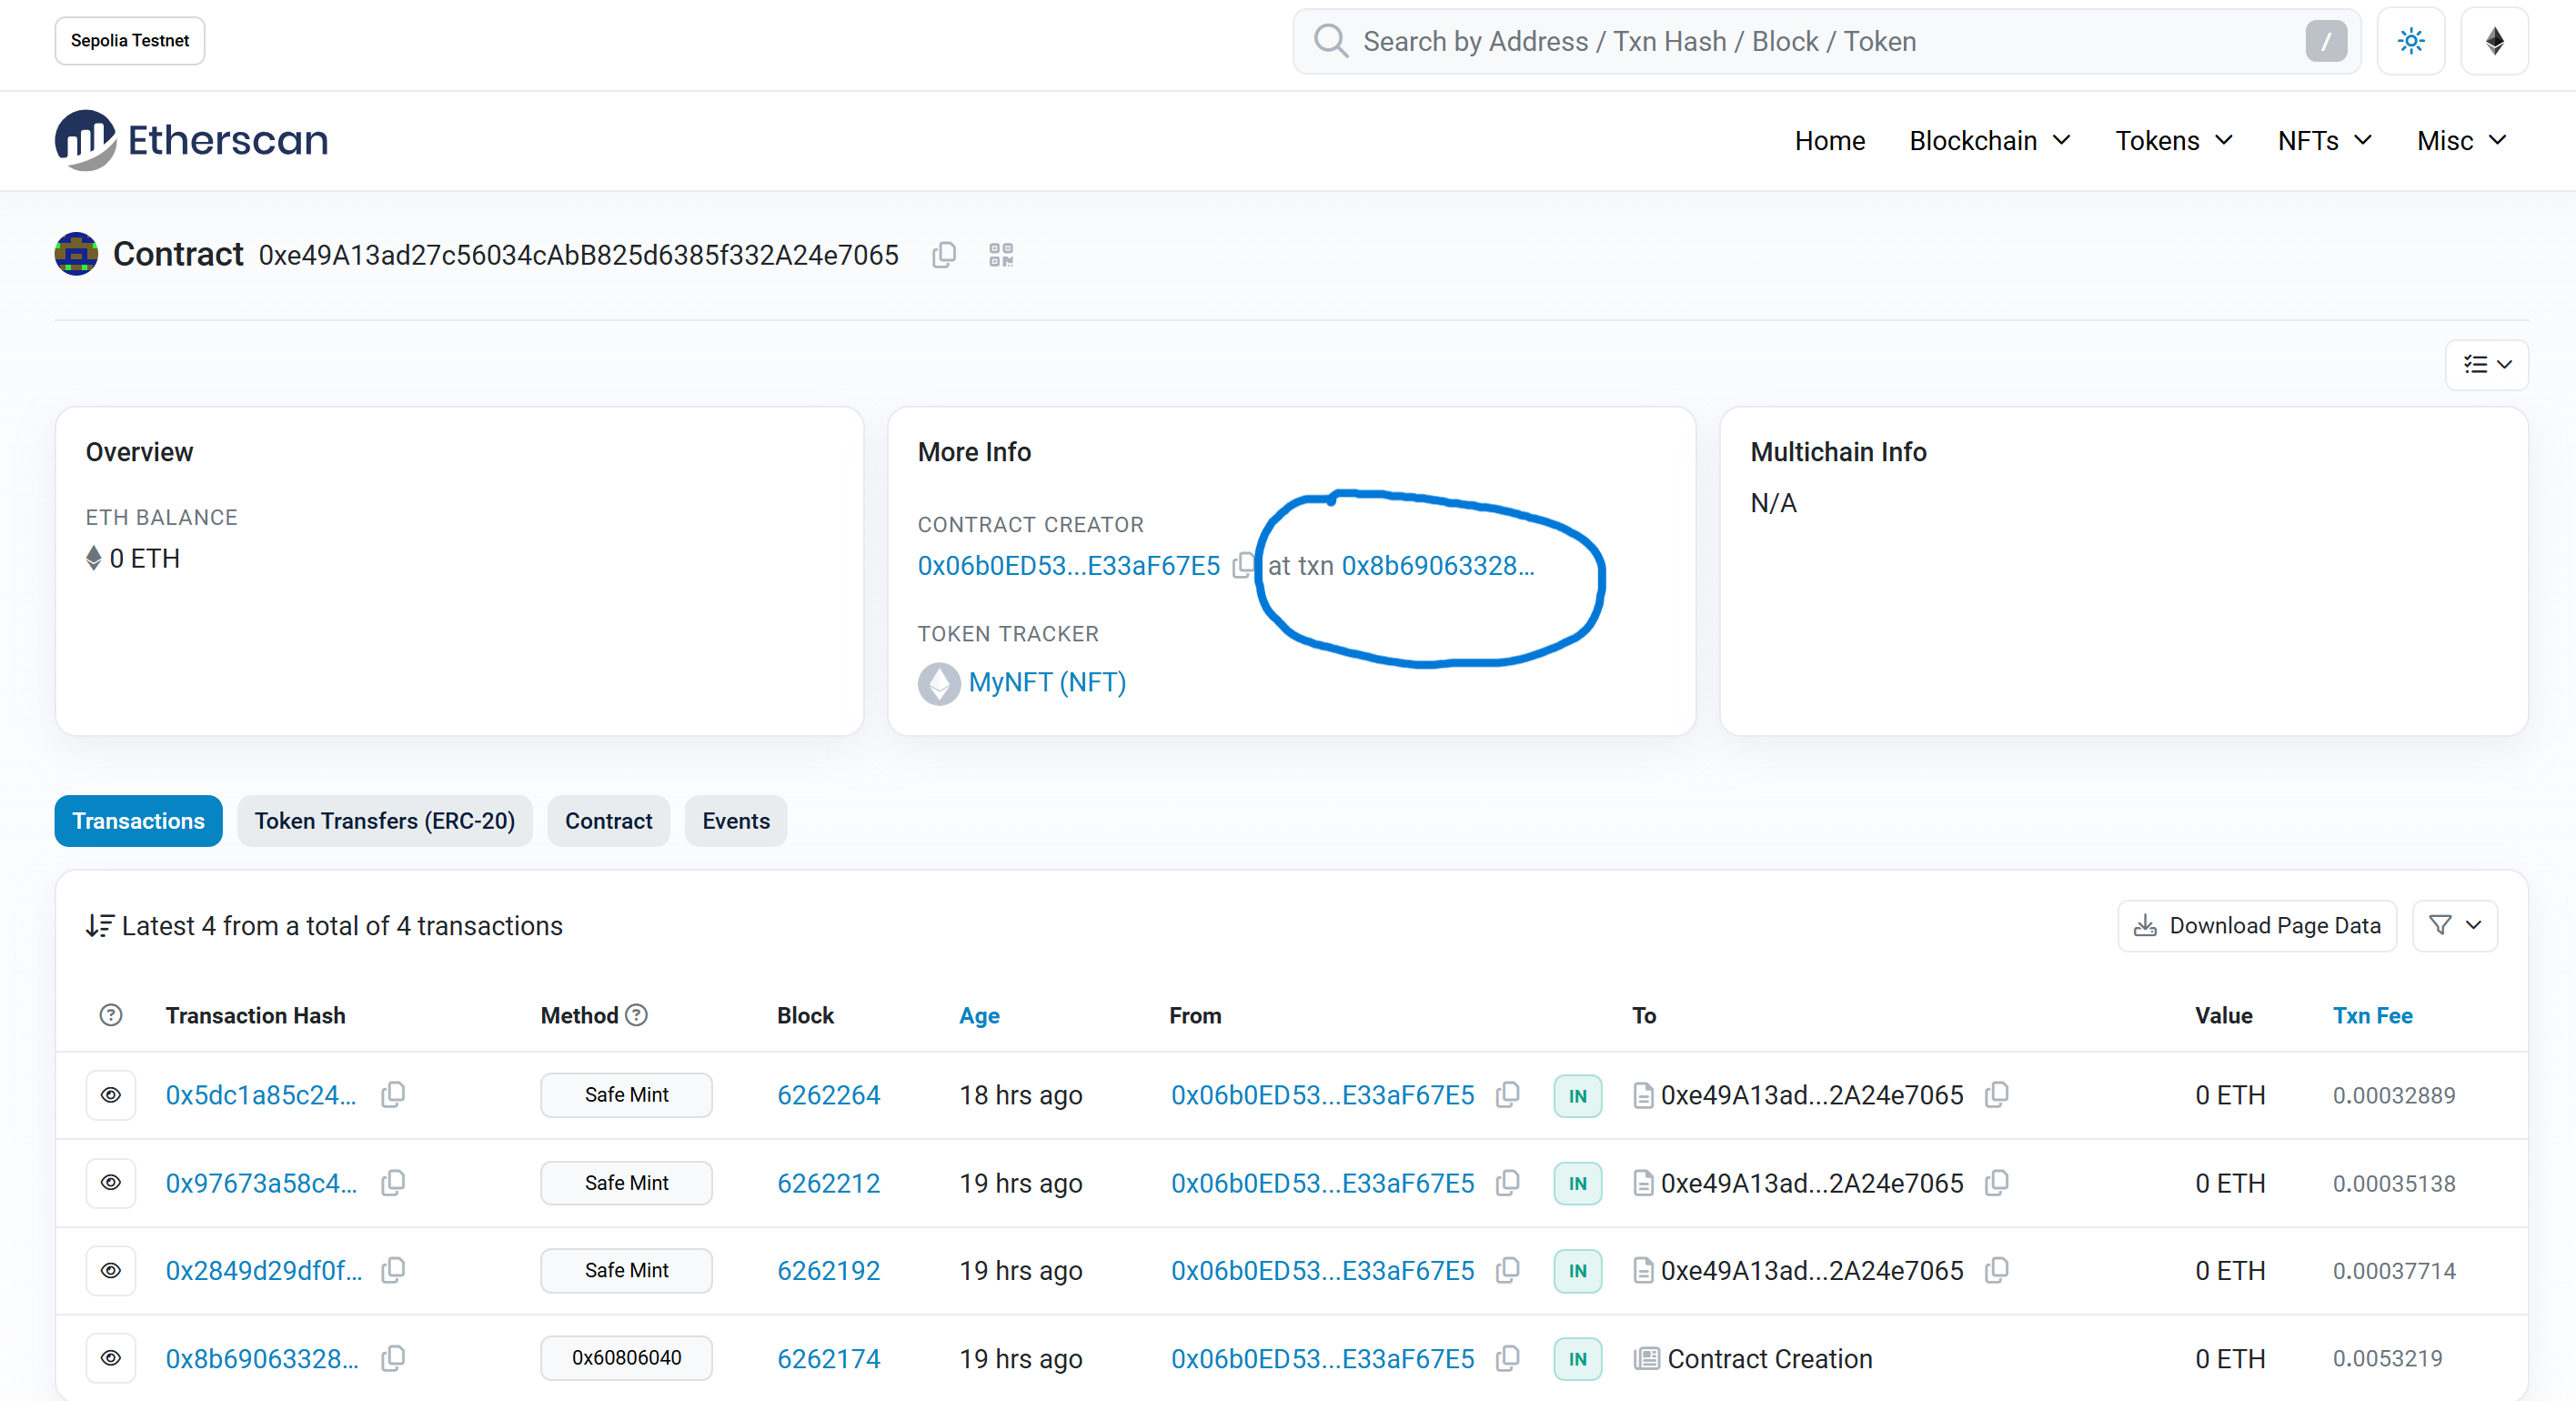 Sepolia Testnet
Search by Address / Txn Hash / Block / Token
/
Etherscan
Home Blockchain Tokens NFTs Misc
Contract 0xe49A13ad27c56034cAbB825d6385f332A24e7065
Overview
ETH BALANCE
0 ETH
More Info
CONTRACT CREATOR
0x06b0ED53...E33aF67E5 at txn 0x8b69063328...
TOKEN TRACKER
MyNFT (NFT)
Multichain Info
N/A
Transactions Token Transfers (ERC-20) Contract Events
Latest 4 from a total of 4 transactions
Download Page Data
? Transaction Hash Method ? Block Age From To Value Txn Fee
0x5dc1a85c24... Safe Mint 6262264 18 hrs ago 0x06b0ED53...E33aF67E5 IN 0xe49A13ad...2A24e7065 0 ETH 0.00032889
0x97673a58c4... Safe Mint 6262212 19 hrs ago 0x06b0ED53...E33aF67E5 IN 0xe49A13ad...2A24e7065 0 ETH 0.00035138
0x2849d29df0f... Safe Mint 6262192 19 hrs ago 0x06b0ED53...E33aF67E5 IN 0xe49A13ad...2A24e7065 0 ETH 0.00037714
0x8b69063328... 0x60806040 6262174 19 hrs ago 0x06b0ED53...E33aF67E5 IN Contract Creation 0 ETH 0.0053219